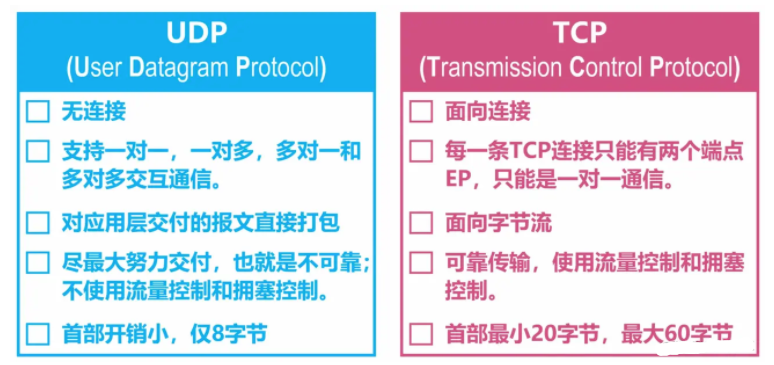 UDP
(User Datagram Protocol)
无连接
支持一对一，一对多，多对一和
多对多交互通信。
对应用层交付的报文直接打包
尽最大努力交付，也就是不可靠；
不使用流量控制和拥塞控制。
首部开销小，仅8字节
TCP
(Transmission Control Protocol)
面向连接
每一条TCP连接只能有两个端点
EP，只能是一对一通信。
面向字节流
可靠传输，使用流量控制和拥塞
控制。
首部最小20字节，最大60字节